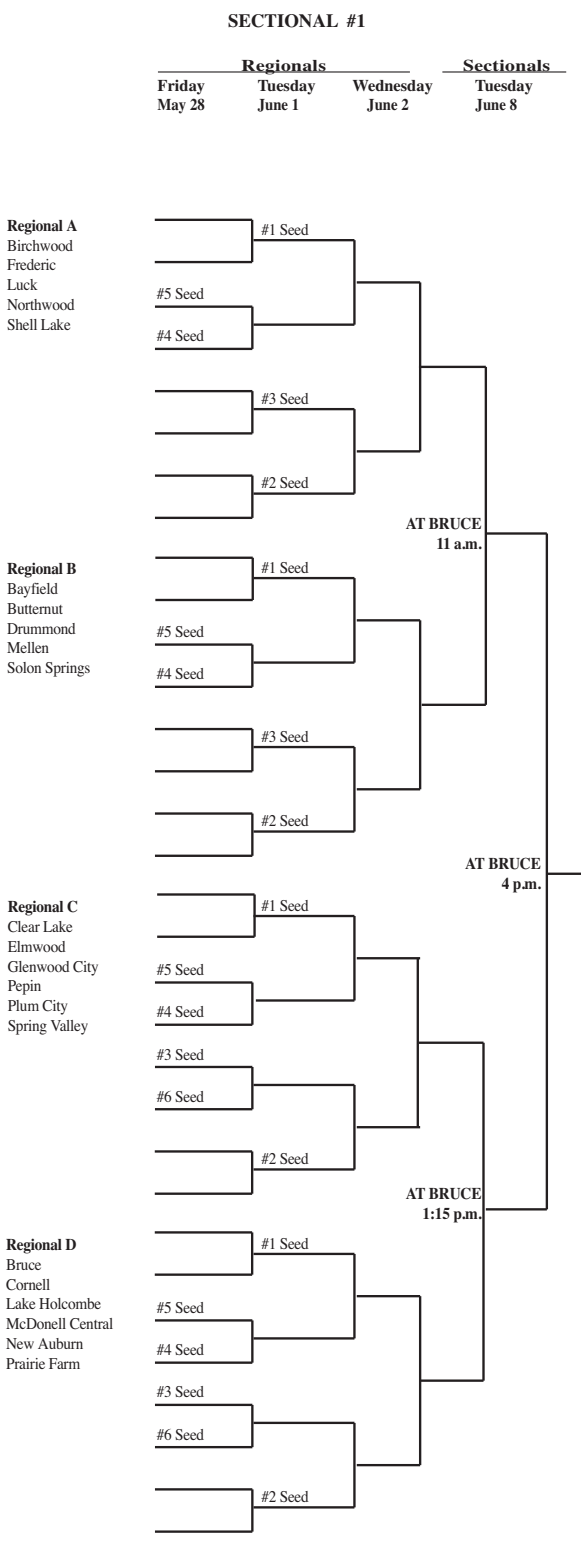 SECTIONAL #1
Regionals Sectionals
Friday Tuesday Wednesday Tuesday
May 28 June 1 June 2 June 8
Regional A
Birchwood
Frederic
Luck
Northwood
Shell Lake
#1 Seed
#5 Seed
#4 Seed
#3 Seed
#2 Seed
AT BRUCE
11 a.m.
Regional B
Bayfield
Butternut
Drummond
Mellen
Solon Springs
#1 Seed
#5 Seed
#4 Seed
#3 Seed
#2 Seed
AT BRUCE
4 p.m.
Regional C
Clear Lake
Elmwood
Glenwood City
Pepin
Plum City
Spring Valley
#1 Seed
#5 Seed
#4 Seed
#3 Seed
#6 Seed
#2 Seed
AT BRUCE
1:15 p.m.
Regional D
Bruce
Cornell
Lake Holcombe
McDonell Central
New Auburn
Prairie Farm
#1 Seed
#5 Seed
#4 Seed
#3 Seed
#6 Seed
#2 Seed